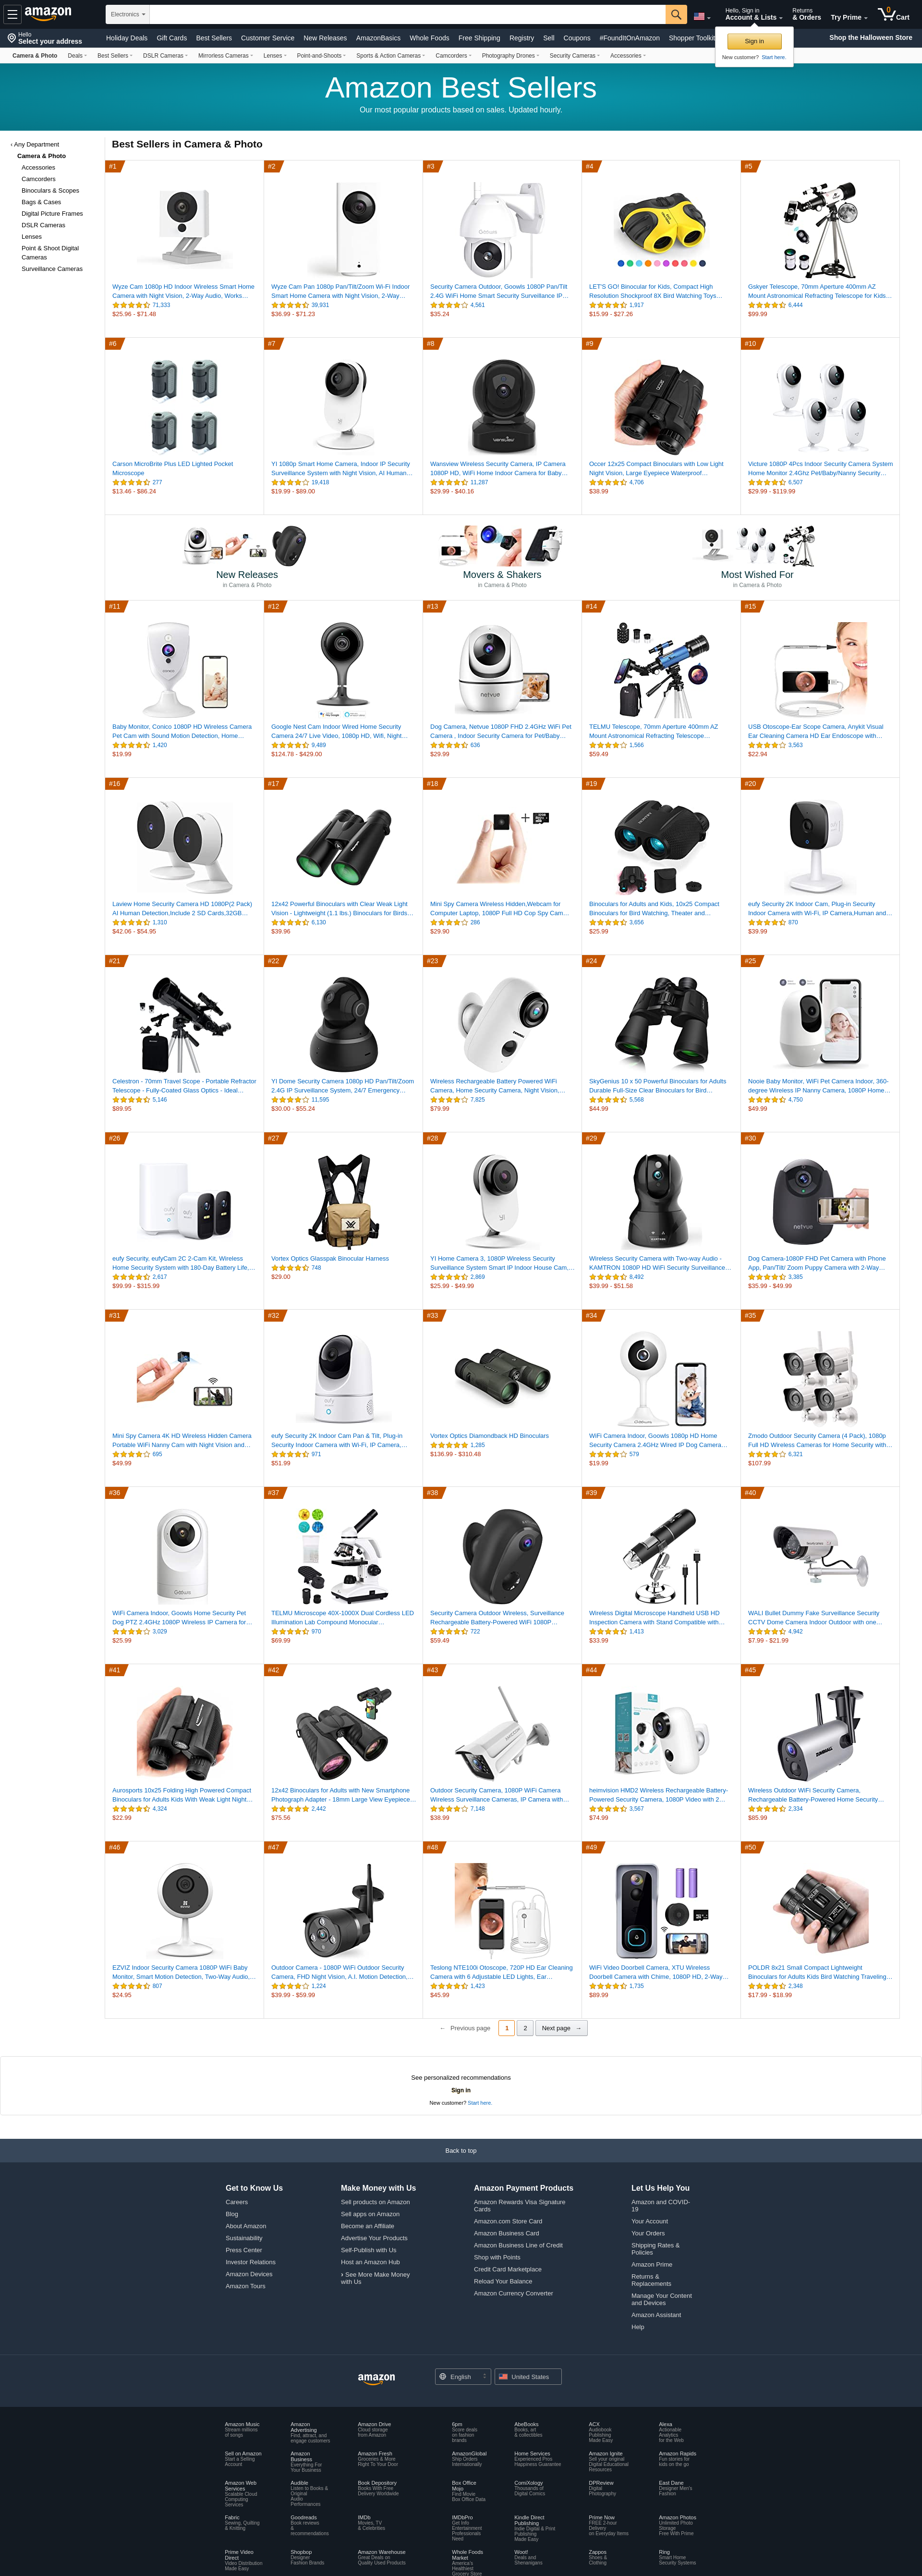 Electronics
Hello, Sign in
Account & Lists
Returns
& Orders
Try Prime
0
Cart
amazon
Hello
Select your address
Holiday Deals Gift Cards Best Sellers Customer Service New Releases AmazonBasics Whole Foods Free Shipping Registry Sell Coupons #FoundItOnAmazon Shopper Toolkit
Shop the Halloween Store
Sign in
New customer? Start here.
Camera & Photo Deals Best Sellers DSLR Cameras Mirrorless Cameras Lenses Point-and-Shoots Sports & Action Cameras Camcorders Photography Drones Security Cameras Accessories
Amazon Best Sellers
Our most popular products based on sales. Updated hourly.
‹ Any Department
Camera & Photo
Accessories
Camcorders
Binoculars & Scopes
Bags & Cases
Digital Picture Frames
DSLR Cameras
Lenses
Point & Shoot Digital
Cameras
Surveillance Cameras
Best Sellers in Camera & Photo
#1
Wyze Cam 1080p HD Indoor Wireless Smart Home
Camera with Night Vision, 2-Way Audio, Works…
71,333
$25.96 - $71.48
#2
Wyze Cam Pan 1080p Pan/Tilt/Zoom Wi-Fi Indoor
Smart Home Camera with Night Vision, 2-Way…
39,931
$36.99 - $71.23
#3
Security Camera Outdoor, Goowls 1080P Pan/Tilt
2.4G WiFi Home Smart Security Surveillance IP…
4,561
$35.24
#4
LET'S GO! Binocular for Kids, Compact High
Resolution Shockproof 8X Bird Watching Toys…
1,917
$15.99 - $27.26
#5
Gskyer Telescope, 70mm Aperture 400mm AZ
Mount Astronomical Refracting Telescope for Kids…
6,444
$99.99
#6
Carson MicroBrite Plus LED Lighted Pocket
Microscope
277
$13.46 - $86.24
#7
YI 1080p Smart Home Camera, Indoor IP Security
Surveillance System with Night Vision, AI Human…
19,418
$19.99 - $89.00
#8
Wansview Wireless Security Camera, IP Camera
1080P HD, WiFi Home Indoor Camera for Baby…
11,287
$29.99 - $40.16
#9
Occer 12x25 Compact Binoculars with Low Light
Night Vision, Large Eyepiece Waterproof…
4,706
$38.99
#10
Victure 1080P 4Pcs Indoor Security Camera System
Home Monitor 2.4Ghz Pet/Baby/Nanny Security…
6,507
$29.99 - $119.99
New Releases
in Camera & Photo
Movers & Shakers
in Camera & Photo
Most Wished For
in Camera & Photo
#11
Baby Monitor, Conico 1080P HD Wireless Camera
Pet Cam with Sound Motion Detection, Home…
1,420
$19.99
#12
Google Nest Cam Indoor Wired Home Security
Camera 24/7 Live Video, 1080p HD, Wifi, Night…
9,489
$124.78 - $429.00
#13
Dog Camera, Netvue 1080P FHD 2.4GHz WiFi Pet
Camera , Indoor Security Camera for Pet/Baby…
636
$29.99
#14
TELMU Telescope, 70mm Aperture 400mm AZ
Mount Astronomical Refracting Telescope…
1,566
$59.49
#15
USB Otoscope-Ear Scope Camera, Anykit Visual
Ear Cleaning Camera HD Ear Endoscope with…
3,563
$22.94
#16
Laview Home Security Camera HD 1080P(2 Pack)
AI Human Detection,Include 2 SD Cards,32GB…
1,310
$42.06 - $54.95
#17
12x42 Powerful Binoculars with Clear Weak Light
Vision - Lightweight (1.1 lbs.) Binoculars for Birds…
6,130
$39.96
#18
Mini Spy Camera Wireless Hidden,Webcam for
Computer Laptop, 1080P Full HD Cop Spy Cam…
286
$29.90
#19
Binoculars for Adults and Kids, 10x25 Compact
Binoculars for Bird Watching, Theater and…
3,656
$25.99
#20
eufy Security 2K Indoor Cam, Plug-in Security
Indoor Camera with Wi-Fi, IP Camera,Human and…
870
$39.99
#21
Celestron - 70mm Travel Scope - Portable Refractor
Telescope - Fully-Coated Glass Optics - Ideal…
5,146
$89.95
#22
YI Dome Security Camera 1080p HD Pan/Tilt/Zoom
2.4G IP Surveillance System, 24/7 Emergency…
11,595
$30.00 - $55.24
#23
Wireless Rechargeable Battery Powered WiFi
Camera, Home Security Camera, Night Vision,…
7,825
$79.99
#24
SkyGenius 10 x 50 Powerful Binoculars for Adults
Durable Full-Size Clear Binoculars for Bird…
5,568
$44.99
#25
Nooie Baby Monitor, WiFi Pet Camera Indoor, 360-
degree Wireless IP Nanny Camera, 1080P Home…
4,750
$49.99
#26
eufy Security, eufyCam 2C 2-Cam Kit, Wireless
Home Security System with 180-Day Battery Life,…
2,617
$99.99 - $315.99
#27
Vortex Optics Glasspak Binocular Harness
748
$29.00
#28
YI Home Camera 3, 1080P Wireless Security
Surveillance System Smart IP Indoor House Cam,…
2,869
$25.99 - $49.99
#29
Wireless Security Camera with Two-way Audio -
KAMTRON 1080P HD WiFi Security Surveillance…
8,492
$39.99 - $51.58
#30
Dog Camera-1080P FHD Pet Camera with Phone
App, Pan/Tilt/ Zoom Puppy Camera with 2-Way…
3,385
$35.99 - $49.99
#31
Mini Spy Camera 4K HD Wireless Hidden Camera
Portable WiFi Nanny Cam with Night Vision and…
695
$49.99
#32
eufy Security 2K Indoor Cam Pan & Tilt, Plug-in
Security Indoor Camera with Wi-Fi, IP Camera,…
971
$51.99
#33
Vortex Optics Diamondback HD Binoculars
1,285
$136.99 - $310.48
#34
WiFi Camera Indoor, Goowls 1080p HD Home
Security Camera 2.4GHz Wired IP Dog Camera…
579
$19.99
#35
Zmodo Outdoor Security Camera (4 Pack), 1080p
Full HD Wireless Cameras for Home Security with…
6,321
$107.99
#36
WiFi Camera Indoor, Goowls Home Security Pet
Dog PTZ 2.4GHz 1080P Wireless IP Camera for…
3,029
$25.99
#37
TELMU Microscope 40X-1000X Dual Cordless LED
Illumination Lab Compound Monocular…
970
$69.99
#38
Security Camera Outdoor Wireless, Surveillance
Rechargeable Battery-Powered WiFi 1080P…
722
$59.49
#39
Wireless Digital Microscope Handheld USB HD
Inspection Camera with Stand Compatible with…
1,413
$33.99
#40
WALI Bullet Dummy Fake Surveillance Security
CCTV Dome Camera Indoor Outdoor with one…
4,942
$7.99 - $21.99
#41
Aurosports 10x25 Folding High Powered Compact
Binoculars for Adults Kids With Weak Light Night…
4,324
$22.99
#42
12x42 Binoculars for Adults with New Smartphone
Photograph Adapter - 18mm Large View Eyepiece…
2,442
$75.56
#43
Outdoor Security Camera, 1080P WiFi Camera
Wireless Surveillance Cameras, IP Camera with…
7,148
$38.99
#44
heimvision HMD2 Wireless Rechargeable Battery-
Powered Security Camera, 1080P Video with 2…
3,567
$74.99
#45
Wireless Outdoor WiFi Security Camera,
Rechargeable Battery-Powered Home Security…
2,334
$85.99
#46
EZVIZ Indoor Security Camera 1080P WiFi Baby
Monitor, Smart Motion Detection, Two-Way Audio,…
807
$24.95
#47
Outdoor Camera - 1080P WiFi Outdoor Security
Camera, FHD Night Vision, A.I. Motion Detection,…
1,224
$39.99 - $59.99
#48
Teslong NTE100i Otoscope, 720P HD Ear Cleaning
Camera with 6 Adjustable LED Lights, Ear…
1,423
$45.99
#49
WiFi Video Doorbell Camera, XTU Wireless
Doorbell Camera with Chime, 1080P HD, 2-Way…
1,735
$89.99
#50
POLDR 8x21 Small Compact Lightweight
Binoculars for Adults Kids Bird Watching Traveling…
2,348
$17.99 - $18.99
← Previous page 1 2 Next page →
See personalized recommendations
Sign in
New customer? Start here.
Back to top
Get to Know Us
Careers
Blog
About Amazon
Sustainability
Press Center
Investor Relations
Amazon Devices
Amazon Tours
Make Money with Us
Sell products on Amazon
Sell apps on Amazon
Become an Affiliate
Advertise Your Products
Self-Publish with Us
Host an Amazon Hub
› See More Make Money
with Us
Amazon Payment Products
Amazon Rewards Visa Signature
Cards
Amazon.com Store Card
Amazon Business Card
Amazon Business Line of Credit
Shop with Points
Credit Card Marketplace
Reload Your Balance
Amazon Currency Converter
Let Us Help You
Amazon and COVID-
19
Your Account
Your Orders
Shipping Rates &
Policies
Amazon Prime
Returns &
Replacements
Manage Your Content
and Devices
Amazon Assistant
Help
amazon
English
United States
Amazon Music
Stream millions
of songs
Amazon
Advertising
Find, attract, and
engage customers
Amazon Drive
Cloud storage
from Amazon
6pm
Score deals
on fashion
brands
AbeBooks
Books, art
& collectibles
ACX
Audiobook
Publishing
Made Easy
Alexa
Actionable
Analytics
for the Web
Sell on Amazon
Start a Selling
Account
Amazon
Business
Everything For
Your Business
Amazon Fresh
Groceries & More
Right To Your Door
AmazonGlobal
Ship Orders
Internationally
Home Services
Experienced Pros
Happiness Guarantee
Amazon Ignite
Sell your original
Digital Educational
Resources
Amazon Rapids
Fun stories for
kids on the go
Amazon Web
Services
Scalable Cloud
Computing
Services
Audible
Listen to Books &
Original
Audio
Performances
Book Depository
Books With Free
Delivery Worldwide
Box Office
Mojo
Find Movie
Box Office Data
ComiXology
Thousands of
Digital Comics
DPReview
Digital
Photography
East Dane
Designer Men's
Fashion
Fabric
Sewing, Quilting
& Knitting
Goodreads
Book reviews
&
recommendations
IMDb
Movies, TV
& Celebrities
IMDbPro
Get Info
Entertainment
Professionals
Need
Kindle Direct
Publishing
Indie Digital & Print
Publishing
Made Easy
Prime Now
FREE 2-hour
Delivery
on Everyday Items
Amazon Photos
Unlimited Photo
Storage
Free With Prime
Prime Video
Direct
Video Distribution
Made Easy
Shopbop
Designer
Fashion Brands
Amazon Warehouse
Great Deals on
Quality Used Products
Whole Foods
Market
America's
Healthiest
Grocery Store
Woot!
Deals and
Shenanigans
Zappos
Shoes &
Clothing
Ring
Smart Home
Security Systems